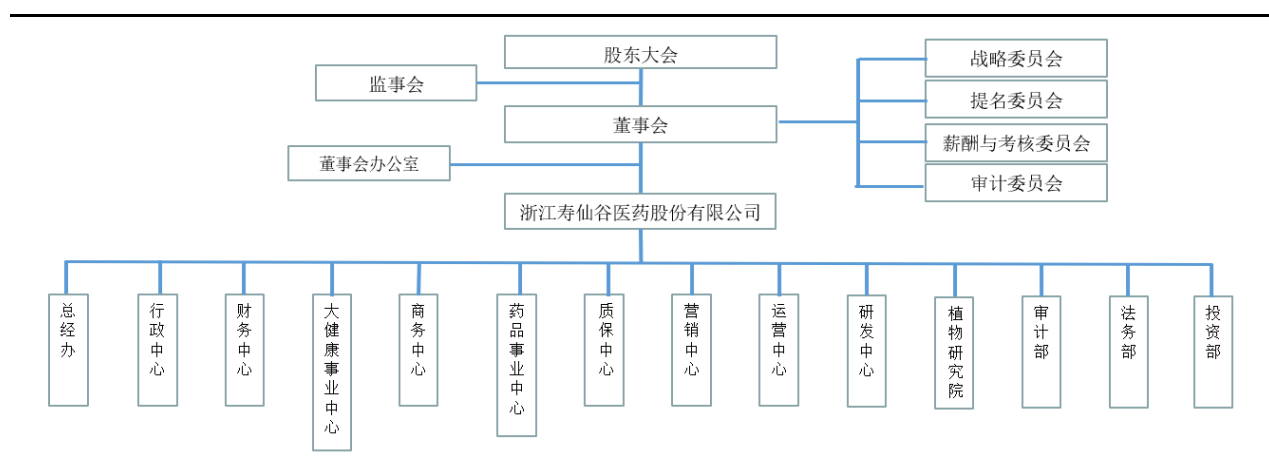 股东大会
战略委员会
监事会
提名委员会
董事会
薪酬与考核委员会
董事会办公室
审计委员会
浙江寿仙谷医药股份有限公司
总经办
行政中心
财务中心
大健康事业中心
商务中心
药品事业中心
质保中心
营销中心
运营中心
研发中心
植物研究院
审计部
法务部
投资部